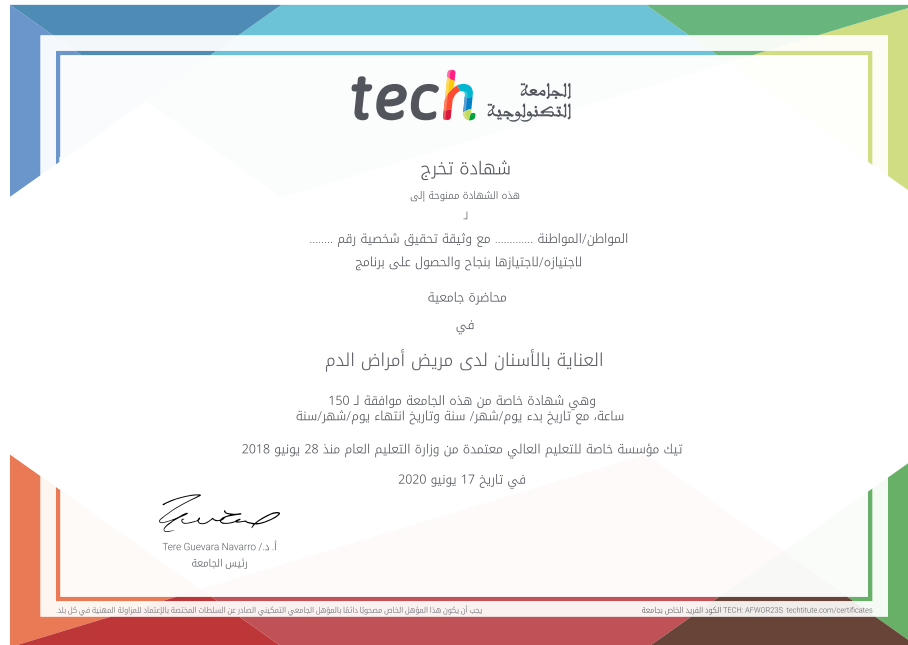 tech الجامعة
التكنولوجية
شهادة تخرج
هذه الشهادة ممنوحة إلى
لـ
المواطن/المواطنة ............ مع وثيقة تحقيق شخصية رقم ........
لاجتيازه/لاجتيازها بنجاح والحصول على برنامج
محاضرة جامعية
في
العناية بالأسنان لدى مريض أمراض الدم
وهي شهادة خاصة من هذه الجامعة موافقة لـ 150
ساعة، مع تاريخ بدء يوم/شهر/ سنة وتاريخ انتهاء يوم/شهر/سنة
تيك مؤسسة خاصة للتعليم العالي معتمدة من وزارة التعليم العام منذ 28 يونيو 2018
في تاريخ 17 يونيو 2020
أ. د./ Tere Guevara Navarro
رئيس الجامعة
يجب أن يكون هذا المؤهل الخاص مصحوبًا دائمًا بالمؤهل الجامعي التمكيني الصادر عن السلطات المختصة بالإعتماد للمزاولة المهنية في كل بلد.
الكود الفريد الخاص بجامعة TECH: AFWOR23S techtitute.com/certificates